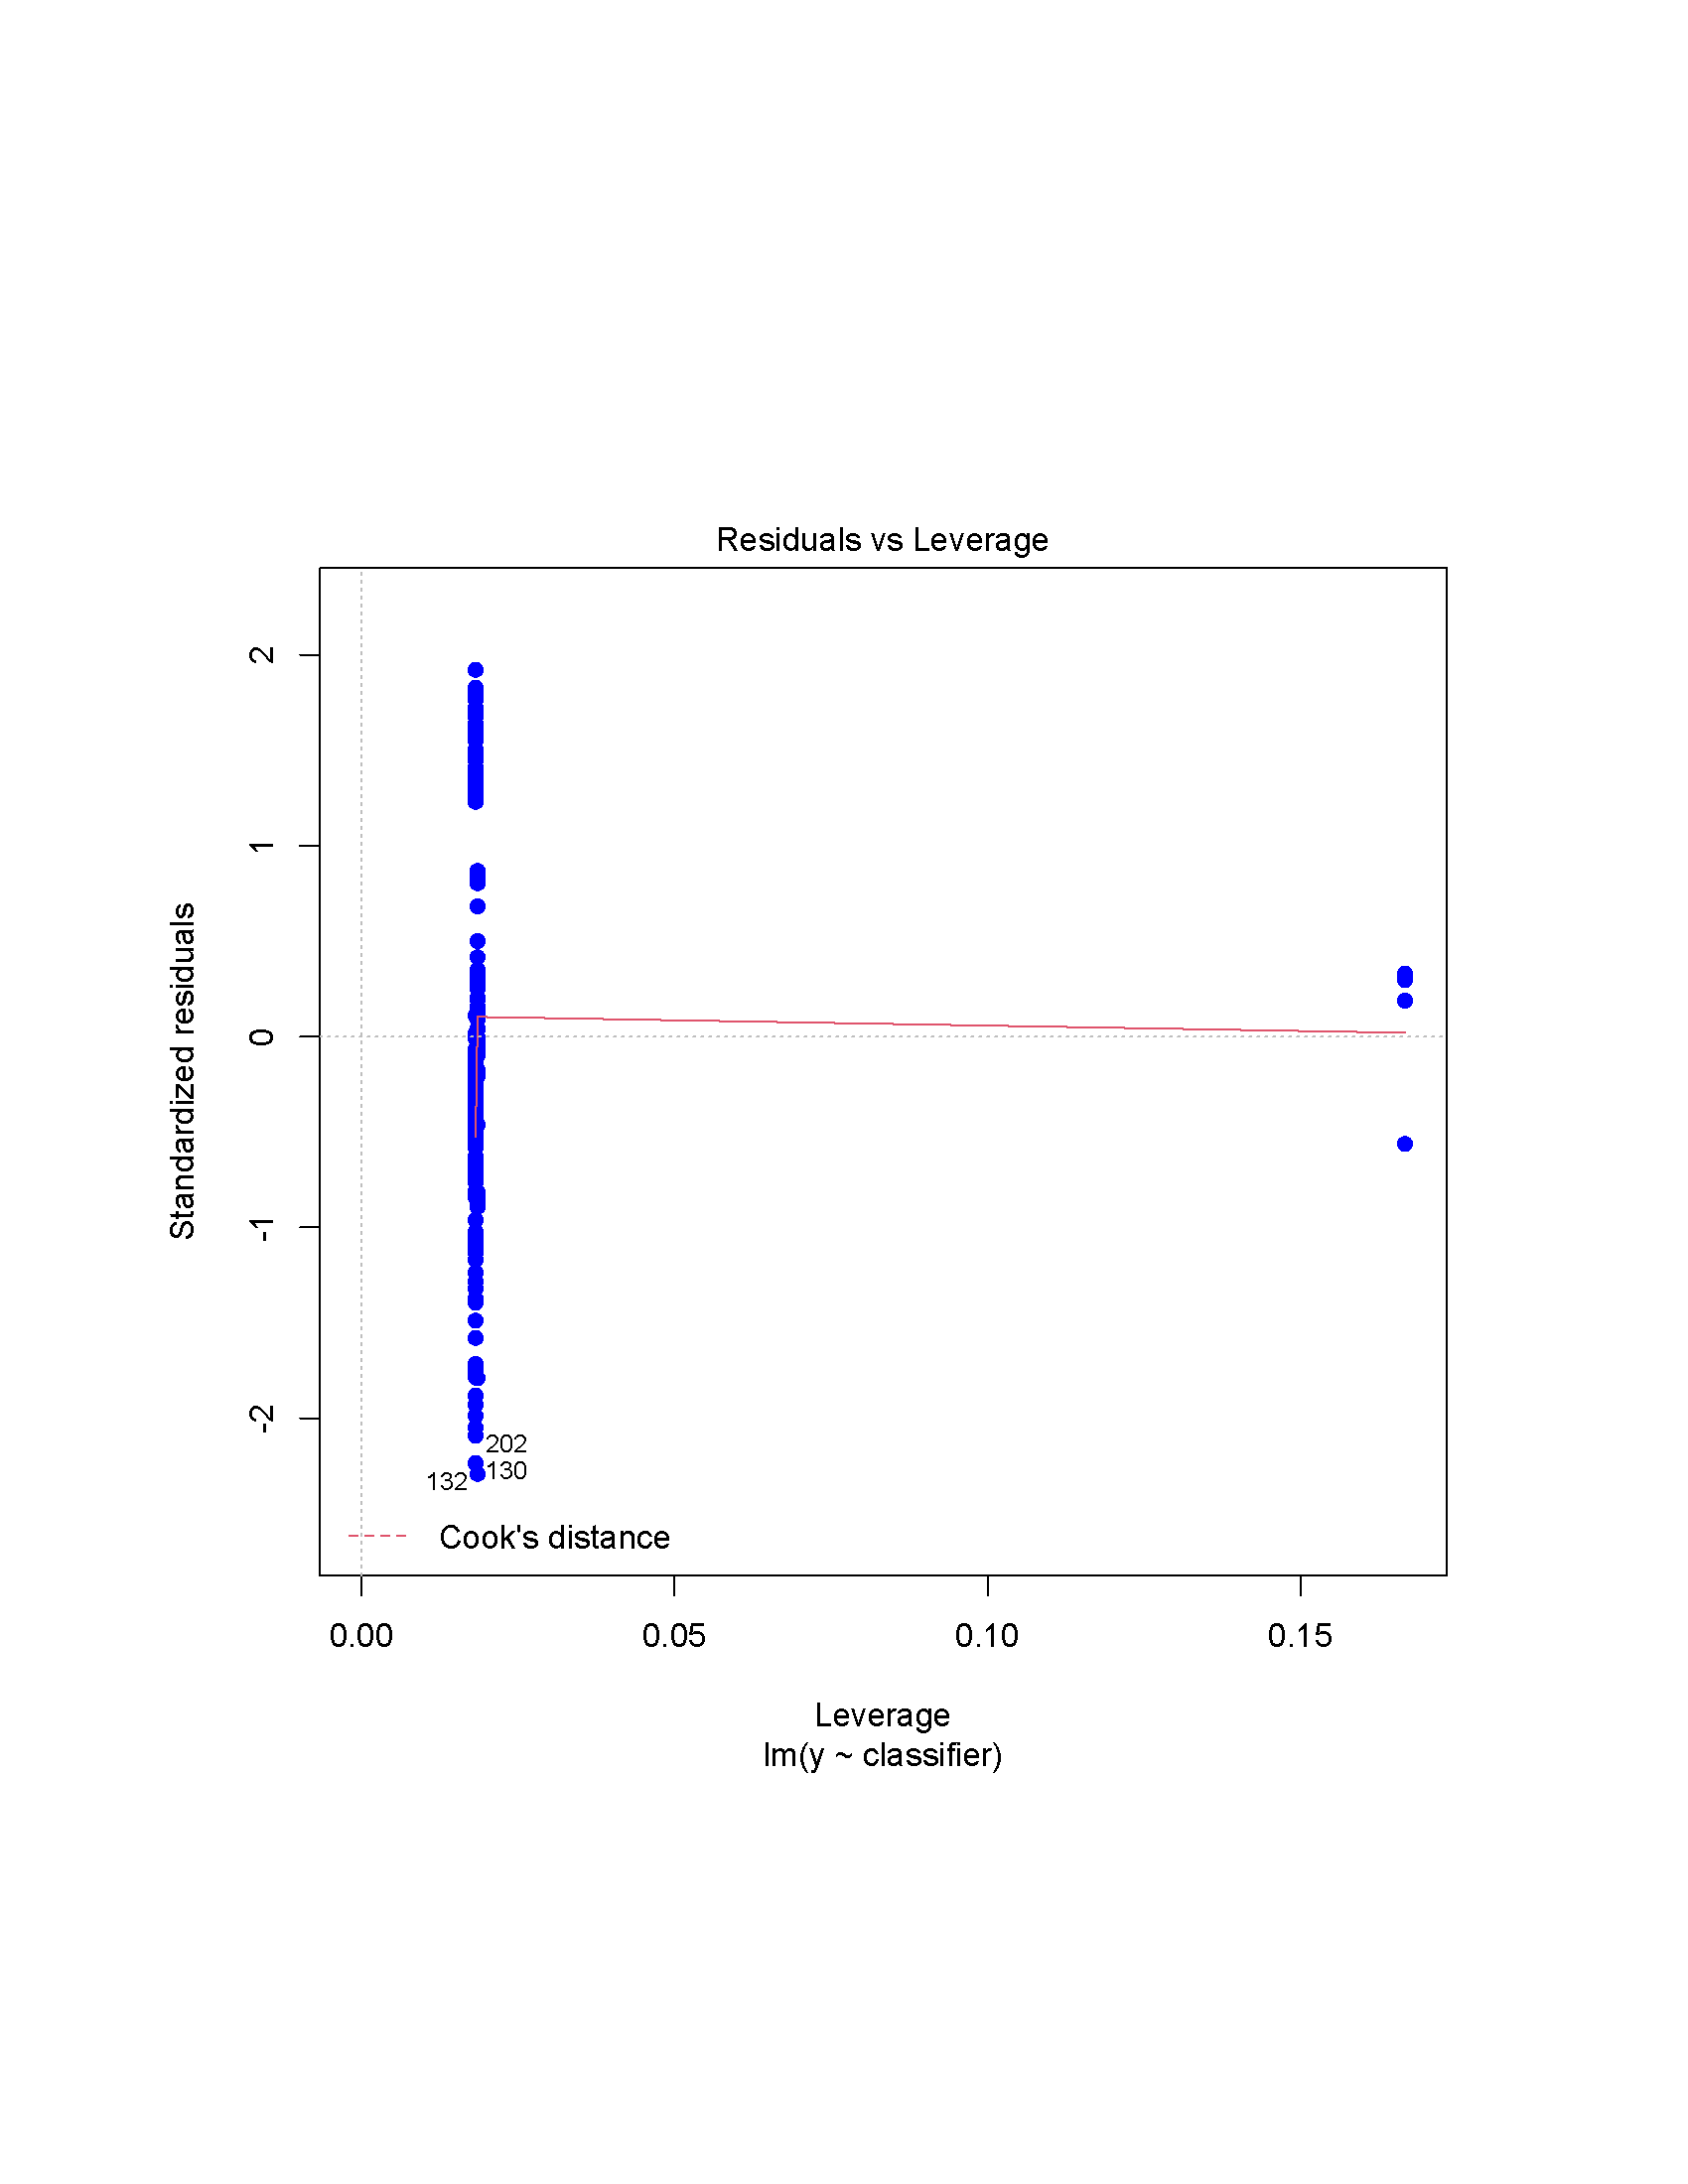 Residuals vs Leverage
2
1
0
-1
-2
Standardized residuals
202
130
132
Cook's distance
0.00 0.05 0.10 0.15
Leverage
lm(y ~ classifier)